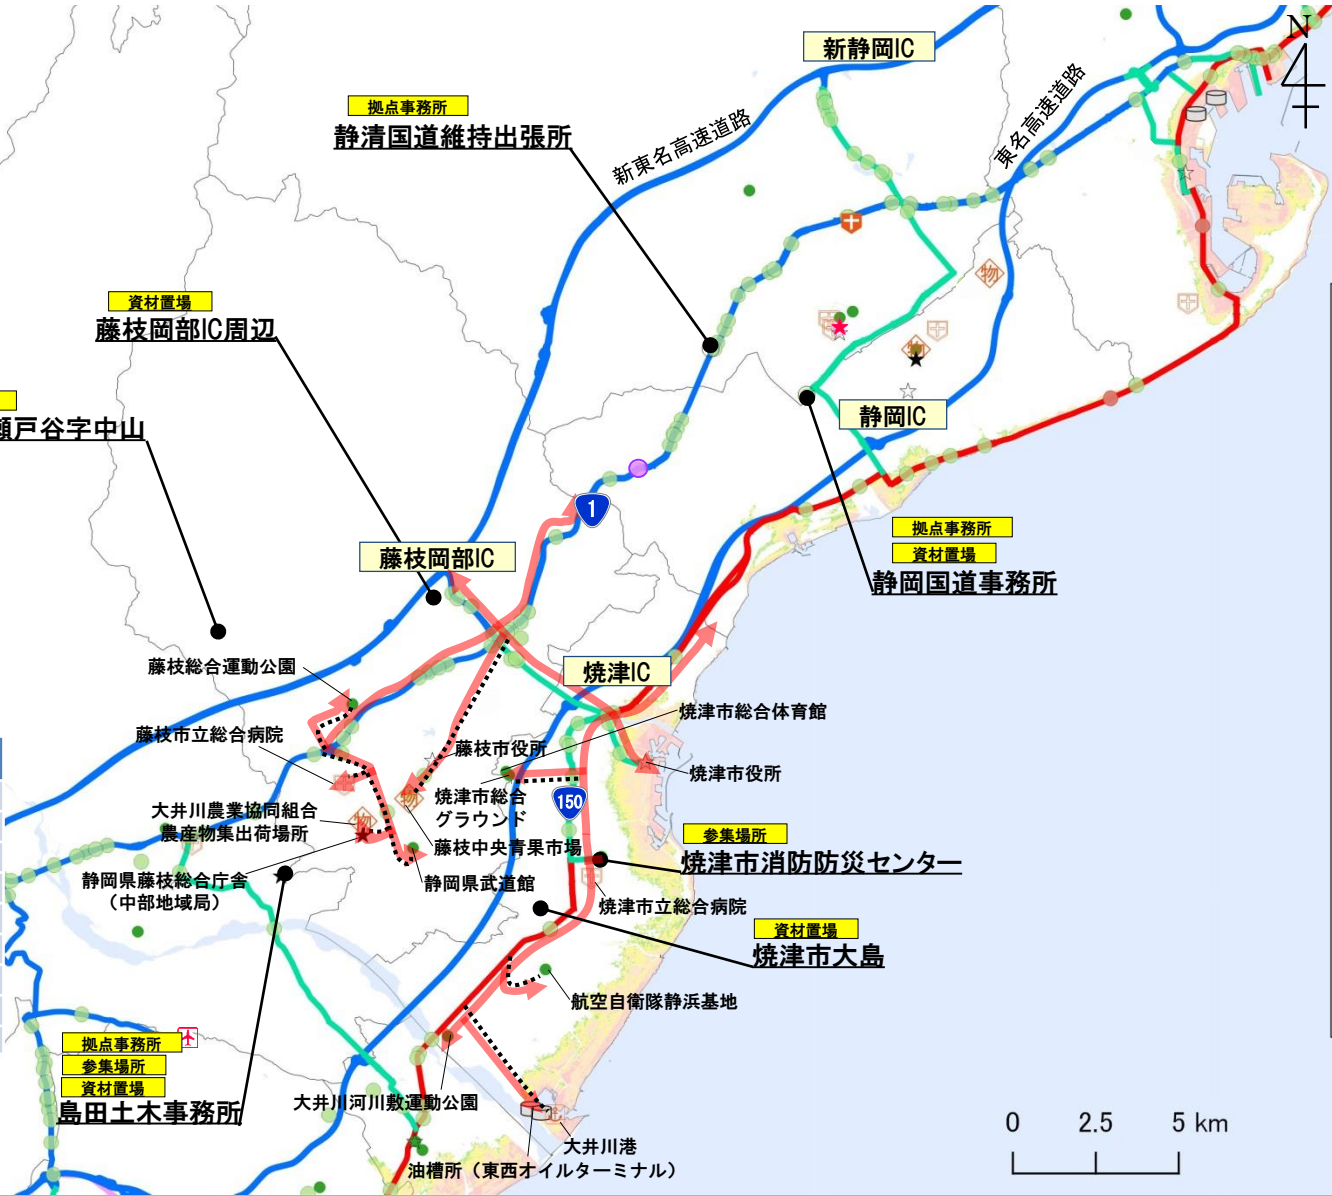 新静岡IC
N
拠点事務所
静清国道維持出張所
新東名高速道路
東名高速道路
物
資材置場
藤枝岡部IC周辺
物
瀬戸谷字中山
静岡IC
1
藤枝岡部IC
拠点事務所
資材置場
静岡国道事務所
藤枝総合運動公園
焼津IC
焼津市総合体育館
藤枝市立総合病院
藤枝市役所
焼津市役所
物
焼津市総合
グラウンド
150
大井川農業協同組合
農産物集出荷場所
物
藤枝中央青果市場
参集場所
焼津市消防防災センター
静岡県藤枝総合庁舎
（中部地域局）
静岡県武道館
焼津市立総合病院
資材置場
焼津市大島
航空自衛隊静浜基地
拠点事務所
参集場所
資材置場
島田土木事務所
大井川河川敷運動公園
大井川港
油槽所（東西オイルターミナル）
0 2.5 5 km